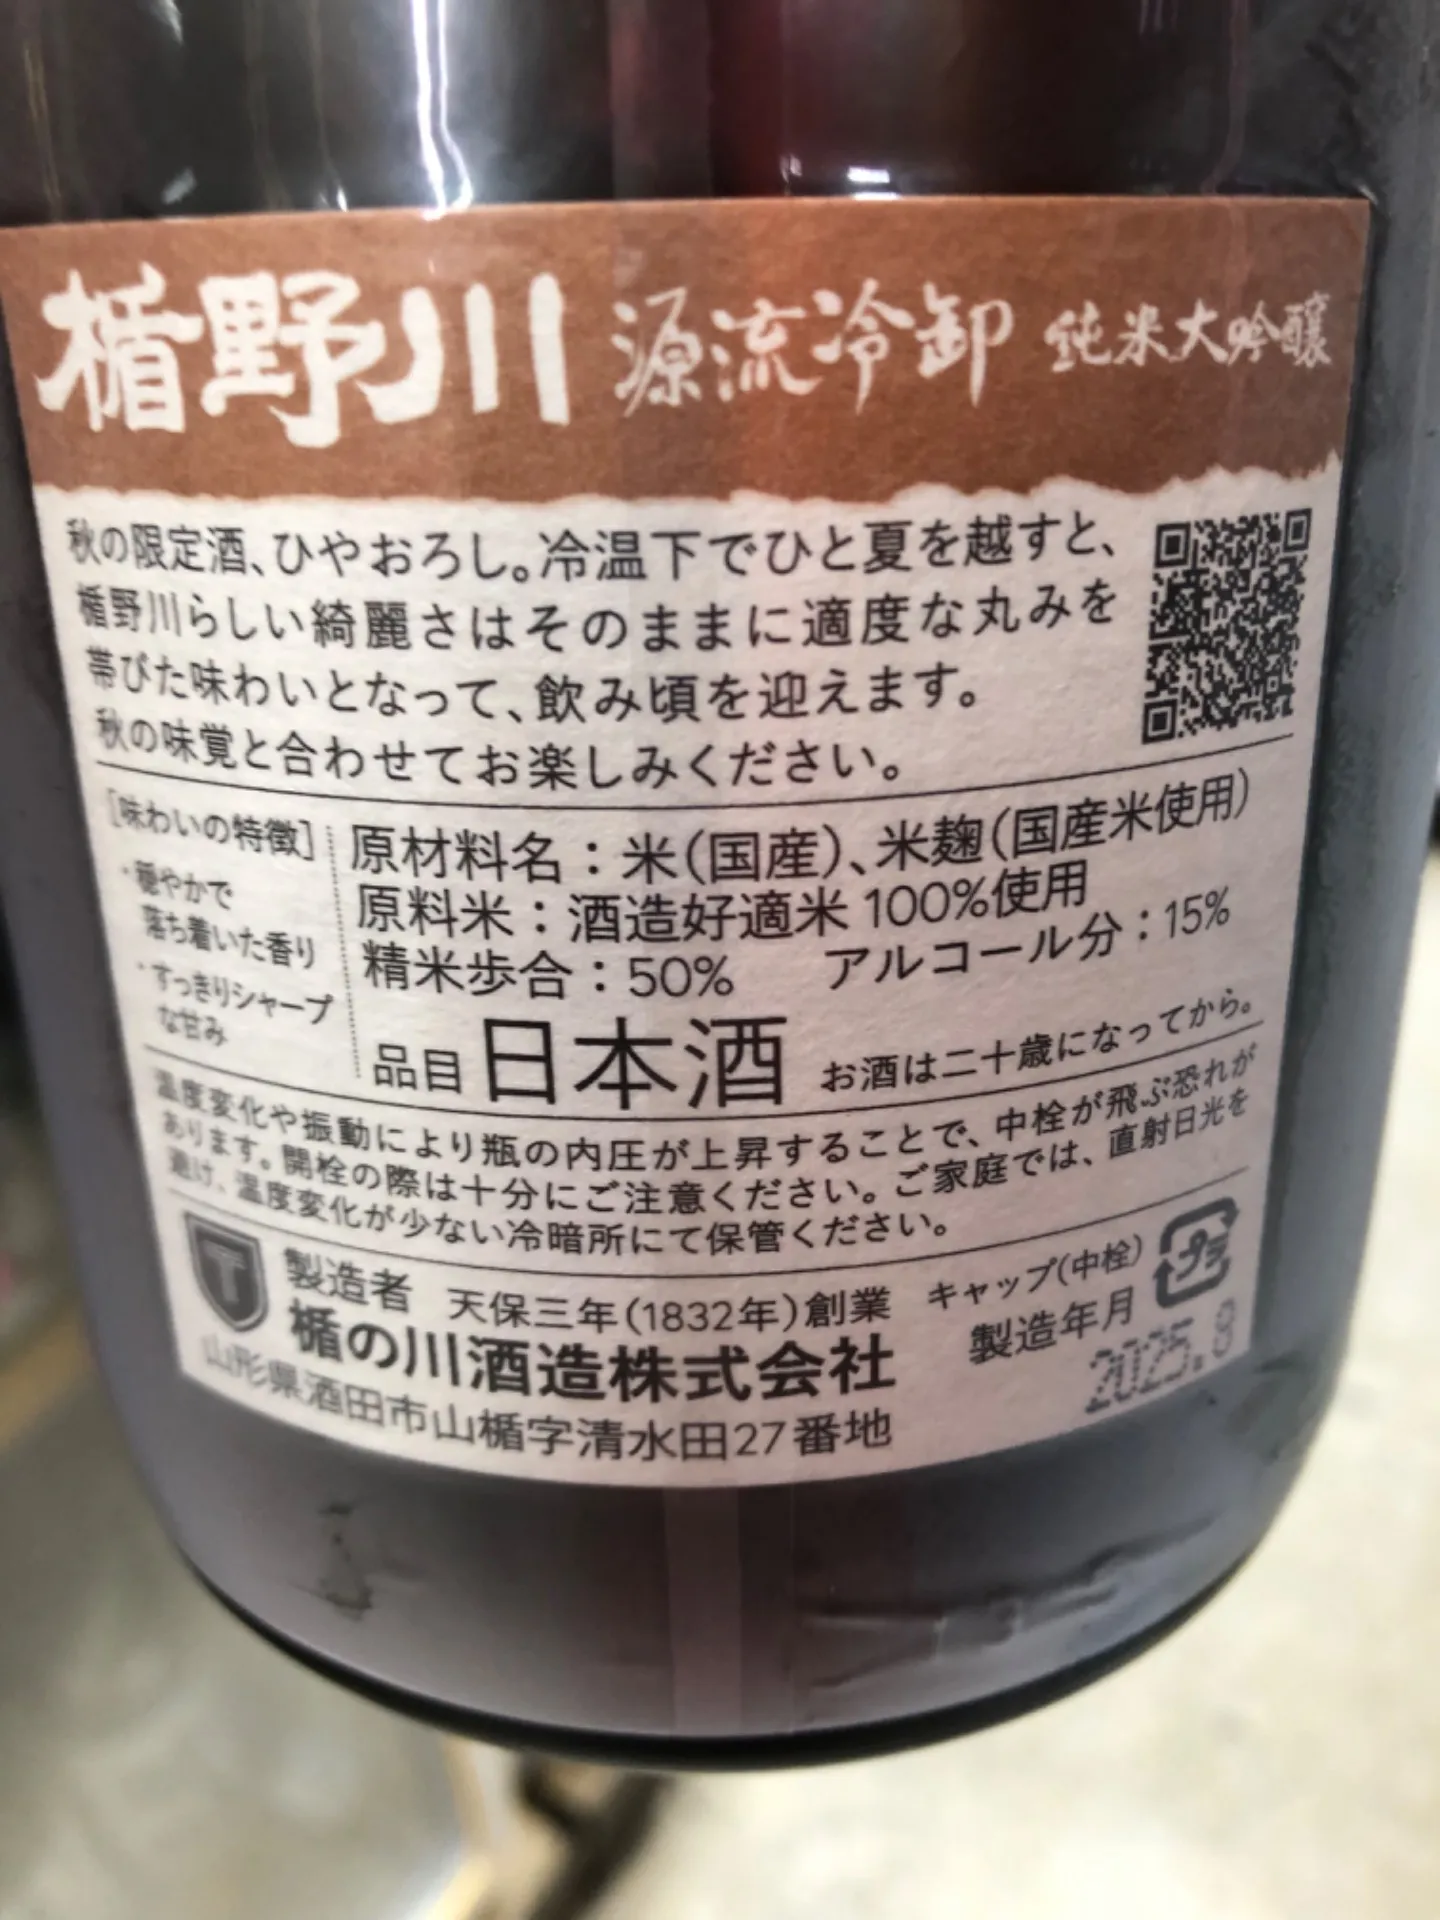 楯野川 源流冷卸 純米大吟醸
秋の限定酒、ひやおろし。冷温下でひと夏を越すと、
楯野川らしい綺麗さはそのままに適度な丸みを
帯びた味わいとなって、飲み頃を迎えます。
秋の味覚と合わせてお楽しみください。
[味わいの特徴]
・穏やかで
落ち着いた香り
・すっきりシャープ
な甘み
原材料名：米(国産)、米麹(国産米使用)
原料米：酒造好適米 100%使用
精米歩合：50% アルコール分：15%
品目 日本酒 お酒は二十歳になってから。
温度変化や振動により瓶の内圧が上昇することで、中栓が飛ぶ恐れが
あります。開栓の際は十分にご注意ください。ご家庭では、直射日光を
避け、温度変化が少ない冷暗所にて保管ください。
T
製造者 天保三年(1832年)創業
楯の川酒造株式会社
山形県酒田市山楯字清水田27番地
キャップ(中栓) プラ
製造年月
2025.